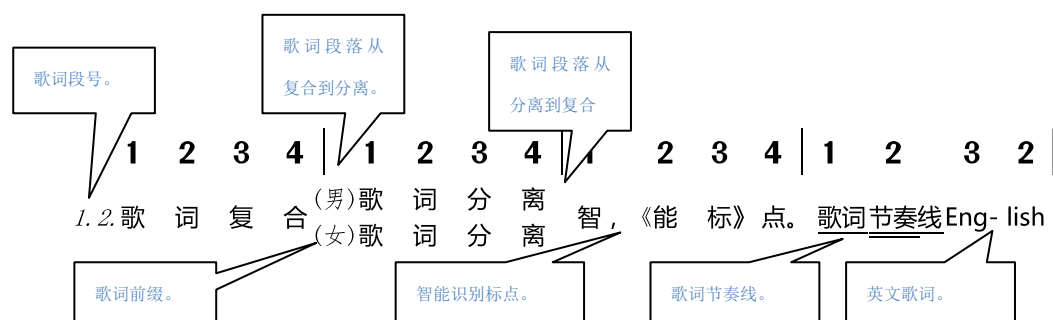 歌词段号。
歌词段落从
复合到分离。
歌词段落从
分离到复合
1 2 3 4 | 1 2 3 4 | 1 2 3 4 | 1 2 3 2
1.2.歌 词 复 合
(男)歌 词 分 离
(女)歌 词 分 离
智,《能 标》点。 歌词节奏线Eng- lish
歌词前缀。
智能识别标点。
歌词节奏线。
英文歌词。